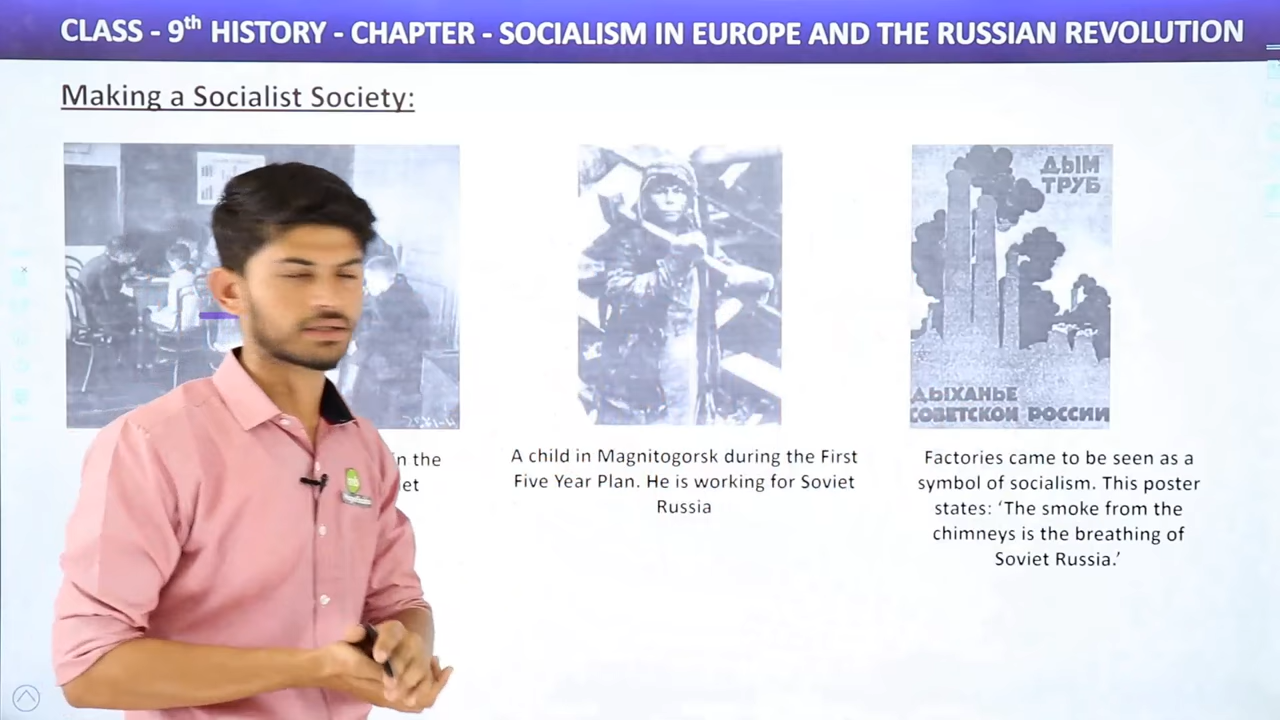 CLASS - 9th HISTORY - CHAPTER - SOCIALISM IN EUROPE AND THE RUSSIAN REVOLUTION
Making a Socialist Society:
ДЫМ
ТРУБ
ДЫХАНЬЕ
СОВЕТСКОЙ РОССИИ
in the
et
A child in Magnitogorsk during the First
Five Year Plan. He is working for Soviet
Russia
Factories came to be seen as a
symbol of socialism. This poster
states: ‘The smoke from the
chimneys is the breathing of
Soviet Russia.’